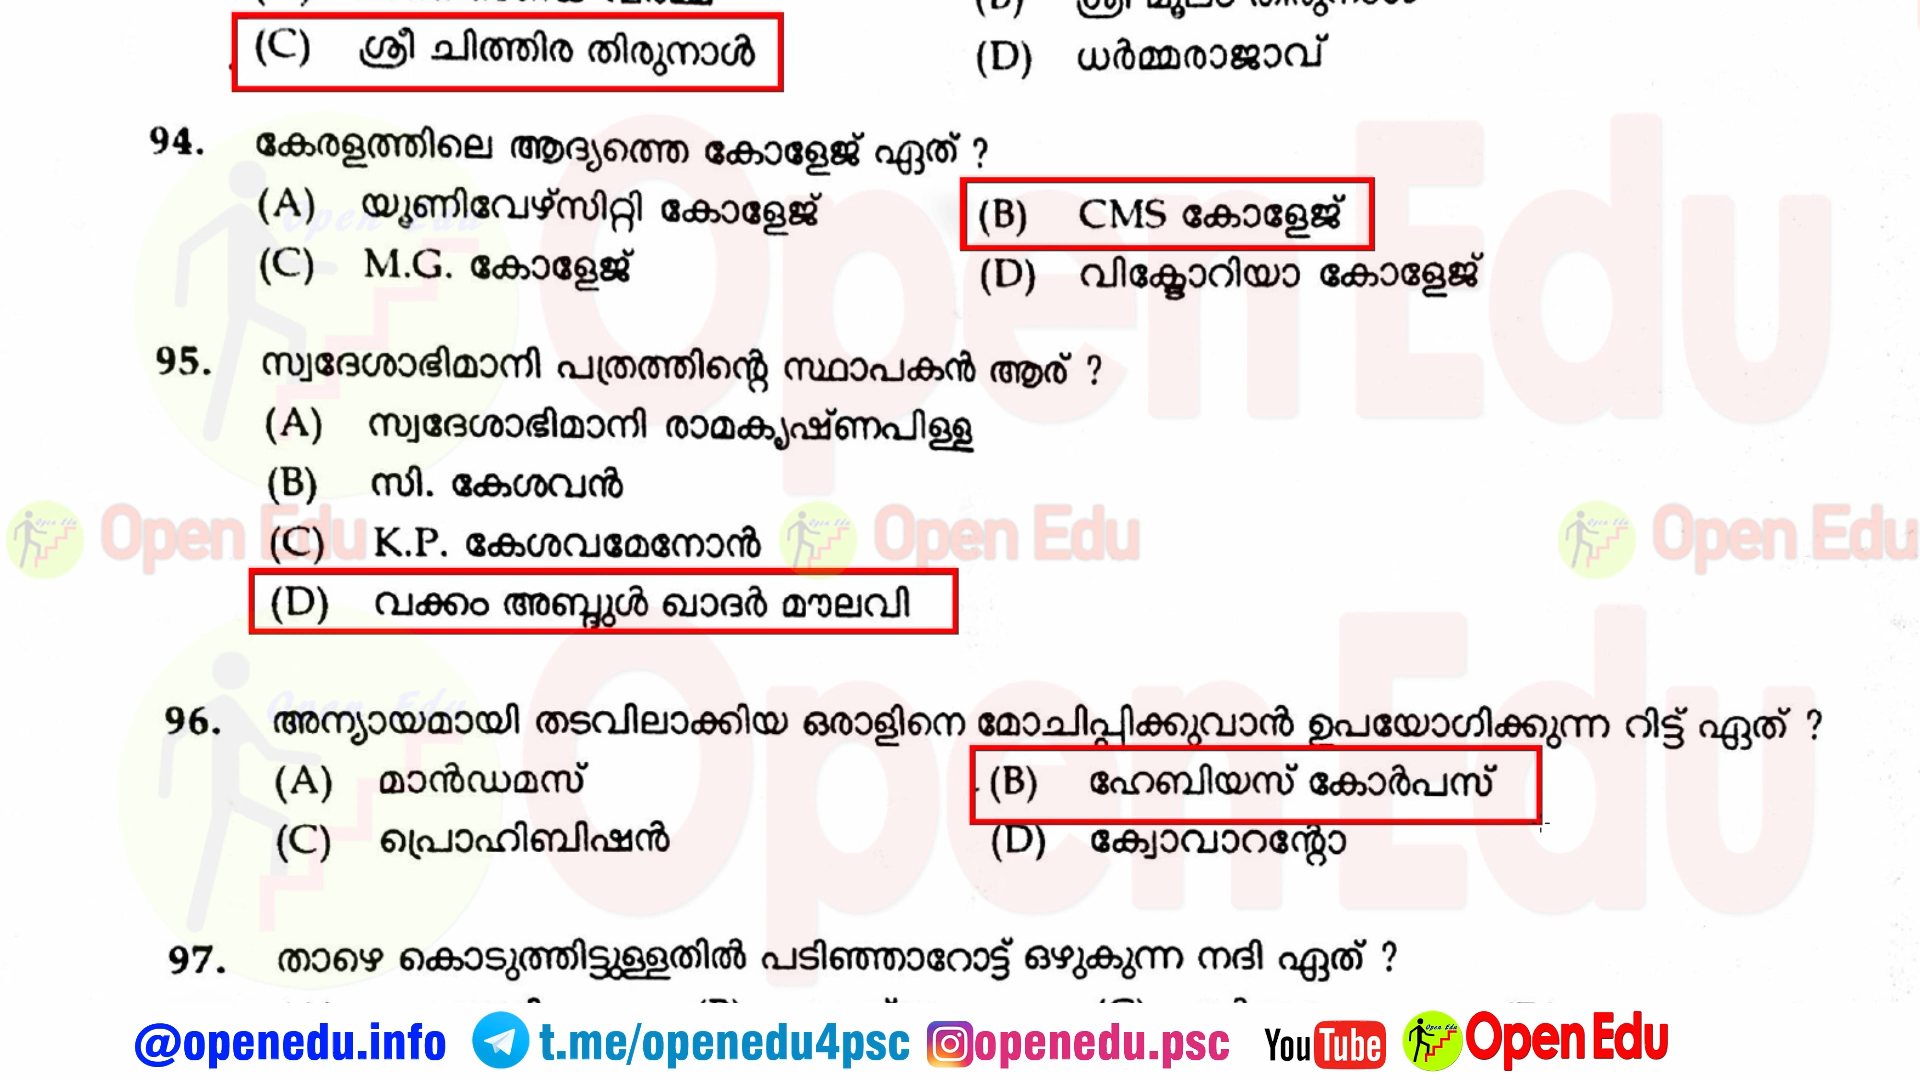 (C) ശ്രീ ചിത്തിര തിരുനാൾ (D) ധർമ്മരാജാവ്
94. കേരളത്തിലെ ആദ്യത്തെ കോളേജ് ഏത് ?
(A) യൂണിവേഴ്സിറ്റി കോളേജ് (B) CMS കോളേജ്
(C) M.G. കോളേജ് (D) വിക്ടോറിയാ കോളേജ്
95. സ്വദേശാഭിമാനി പത്രത്തിന്റെ സ്ഥാപകൻ ആര് ?
(A) സ്വദേശാഭിമാനി രാമകൃഷ്ണപിള്ള
(B) സി. കേശവൻ
Open Edu Open Edu Open Edu
(C) K.P. കേശവമേനോൻ
(D) വക്കം അബ്ദുൾ ഖാദർ മൗലവി
96. അന്യായമായി തടവിലാക്കിയ ഒരാളിനെ മോചിപ്പിക്കുവാൻ ഉപയോഗിക്കുന്ന റിട്ട് ഏത് ?
(A) മാൻഡമസ് (B) ഹേബിയസ് കോർപസ്
(C) പ്രൊഹിബിഷൻ (D) ക്വോവാറന്റോ
97. താഴെ കൊടുത്തിട്ടുള്ളതിൽ പടിഞ്ഞാറോട്ട് ഒഴുകുന്ന നദി ഏത് ?
@openedu.info t.me/openedu4psc openedu.psc YouTube Open Edu